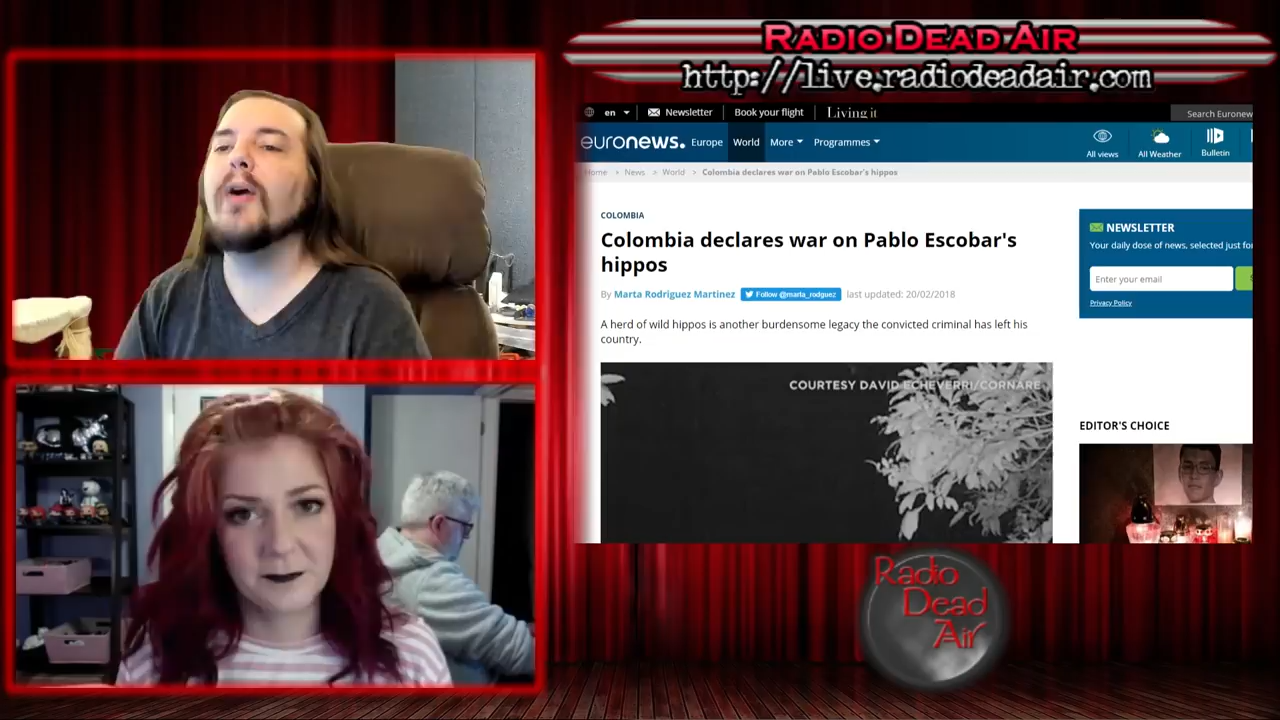 Radio Dead Air
http://live.radiodeadair.com
en
Newsletter
Book your flight
Living it
Search Euronew
euronews.
Europe
World
More
Programmes
All views
All Weather
Bulletin
Home > News > World > Colombia declares war on Pablo Escobar's hippos
COLOMBIA
Colombia declares war on Pablo Escobar's
hippos
By Marta Rodriguez Martinez
Follow @marta_rodguez
last updated: 20/02/2018
A herd of wild hippos is another burdensome legacy the convicted criminal has left his
country.
COURTESY DAVID ECHEVERRI/CORNARE
NEWSLETTER
Your daily dose of news, selected just for
Enter your email
Privacy Policy
EDITOR'S CHOICE
Radio
Dead
Air